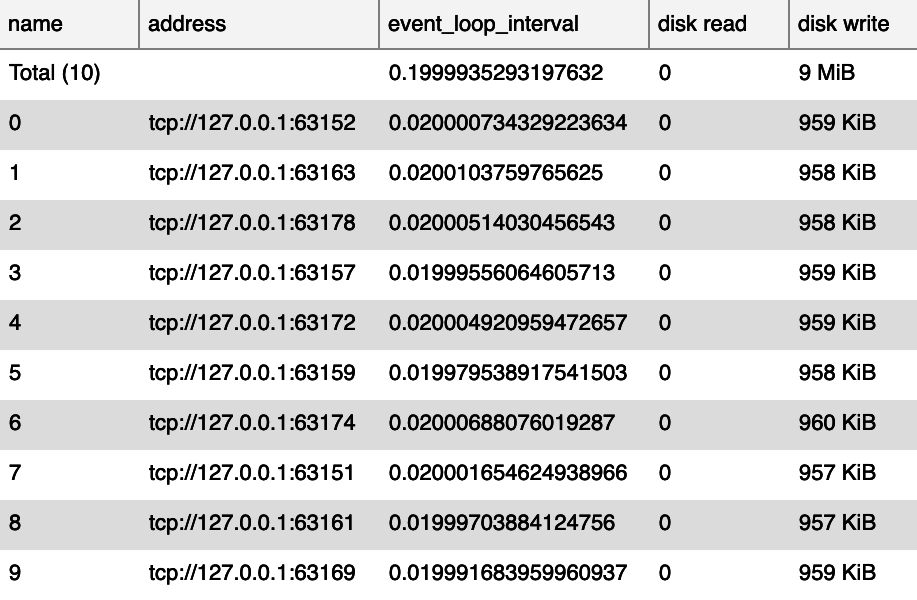 name address event_loop_interval disk read disk write
Total (10) 0.1999935293197632 0 9 MiB
0 tcp://127.0.0.1:63152 0.0200007343292236​34 0 959 KiB
1 tcp://127.0.0.1:63163 0.0200103759765625 0 958 KiB
2 tcp://127.0.0.1:63178 0.02000514030456543 0 958 KiB
3 tcp://127.0.0.1:63157 0.01999556064605713 0 959 KiB
4 tcp://127.0.0.1:63172 0.020004920959472657 0 959 KiB
5 tcp://127.0.0.1:63159 0.019979538917541503 0 958 KiB
6 tcp://127.0.0.1:63174 0.02000688076019287 0 960 KiB
7 tcp://127.0.0.1:63151 0.020001654624938966 0 957 KiB
8 tcp://127.0.0.1:63161 0.01999703884124756 0 957 KiB
9 tcp://127.0.0.1:63169 0.019991683959960937 0 959 KiB